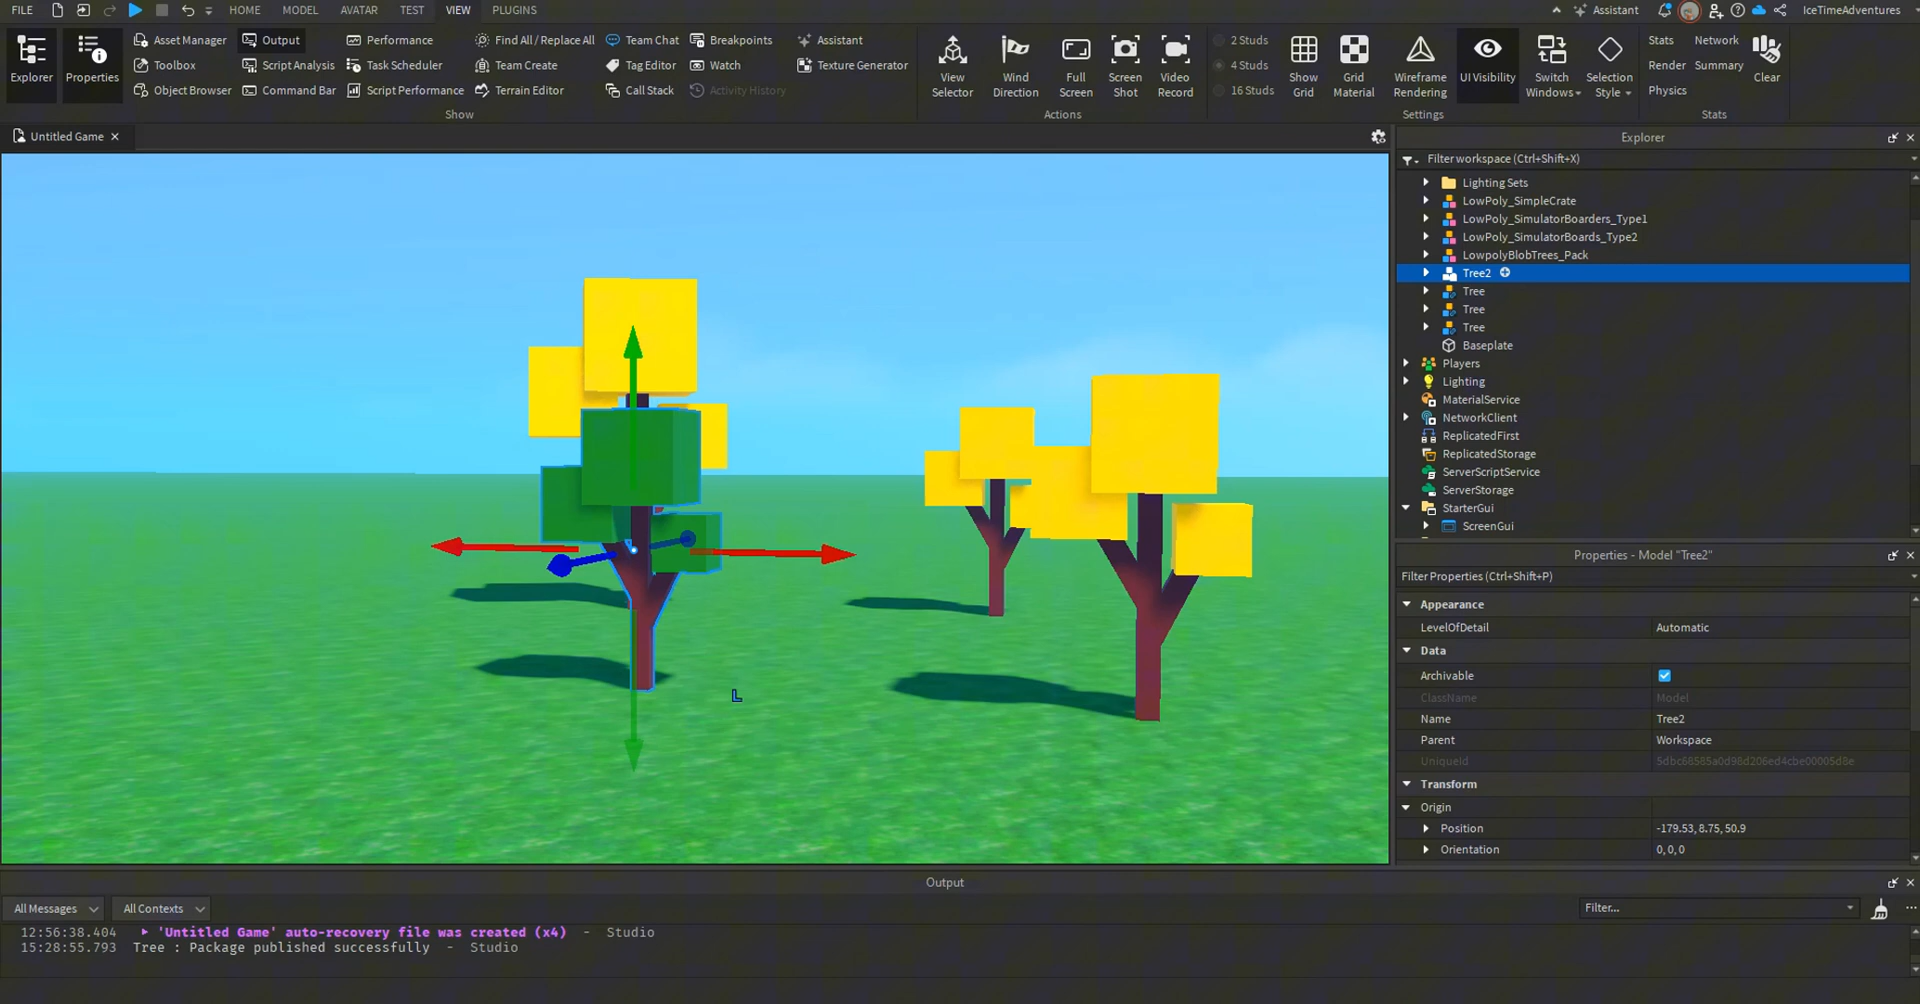 FILE HOME MODEL AVATAR TEST VIEW PLUGINS Assistant IceTimeAdventures
Explorer
Properties
Asset Manager Output Performance Find All / Replace All Team Chat Breakpoints Assistant
Toolbox Script Analysis Task Scheduler Team Create Tag Editor Watch Texture Generator
Object Browser Command Bar Script Performance Terrain Editor Call Stack Activity History
Show
View Selector
Wind Direction
Full Screen
Screen Shot
Video Record
Actions
2 Studs
4 Studs
16 Studs
Show Grid
Grid Material
Wireframe Rendering
UI Visibility
Switch Windows
Selection Style
Settings
Stats Network
Render Summary
Physics
Clear
Stats
Untitled Game
Explorer
Filter workspace (Ctrl+Shift+X)
Lighting Sets
LowPoly_SimpleCrate
LowPoly_SimulatorBoarders_Type1
LowPoly_SimulatorBoards_Type2
LowpolyBlobTrees_Pack
Tree2
Tree
Tree
Tree
Baseplate
Players
Lighting
MaterialService
NetworkClient
ReplicatedFirst
ReplicatedStorage
ServerScriptService
ServerStorage
StarterGui
ScreenGui
Properties - Model "Tree2"
Filter Properties (Ctrl+Shift+P)
Appearance
LevelOfDetail Automatic
Data
Archivable
ClassName Model
Name Tree2
Parent Workspace
UniqueId 5dbc68585a0d98d206ed4cbe00005d8e
Transform
Origin
Position -179.53, 8.75, 50.9
Orientation 0, 0, 0
Output
All Messages All Contexts Filter...
12:56:38.404 'Untitled Game' auto-recovery file was created (x4) - Studio
15:28:55.793 Tree : Package published successfully - Studio